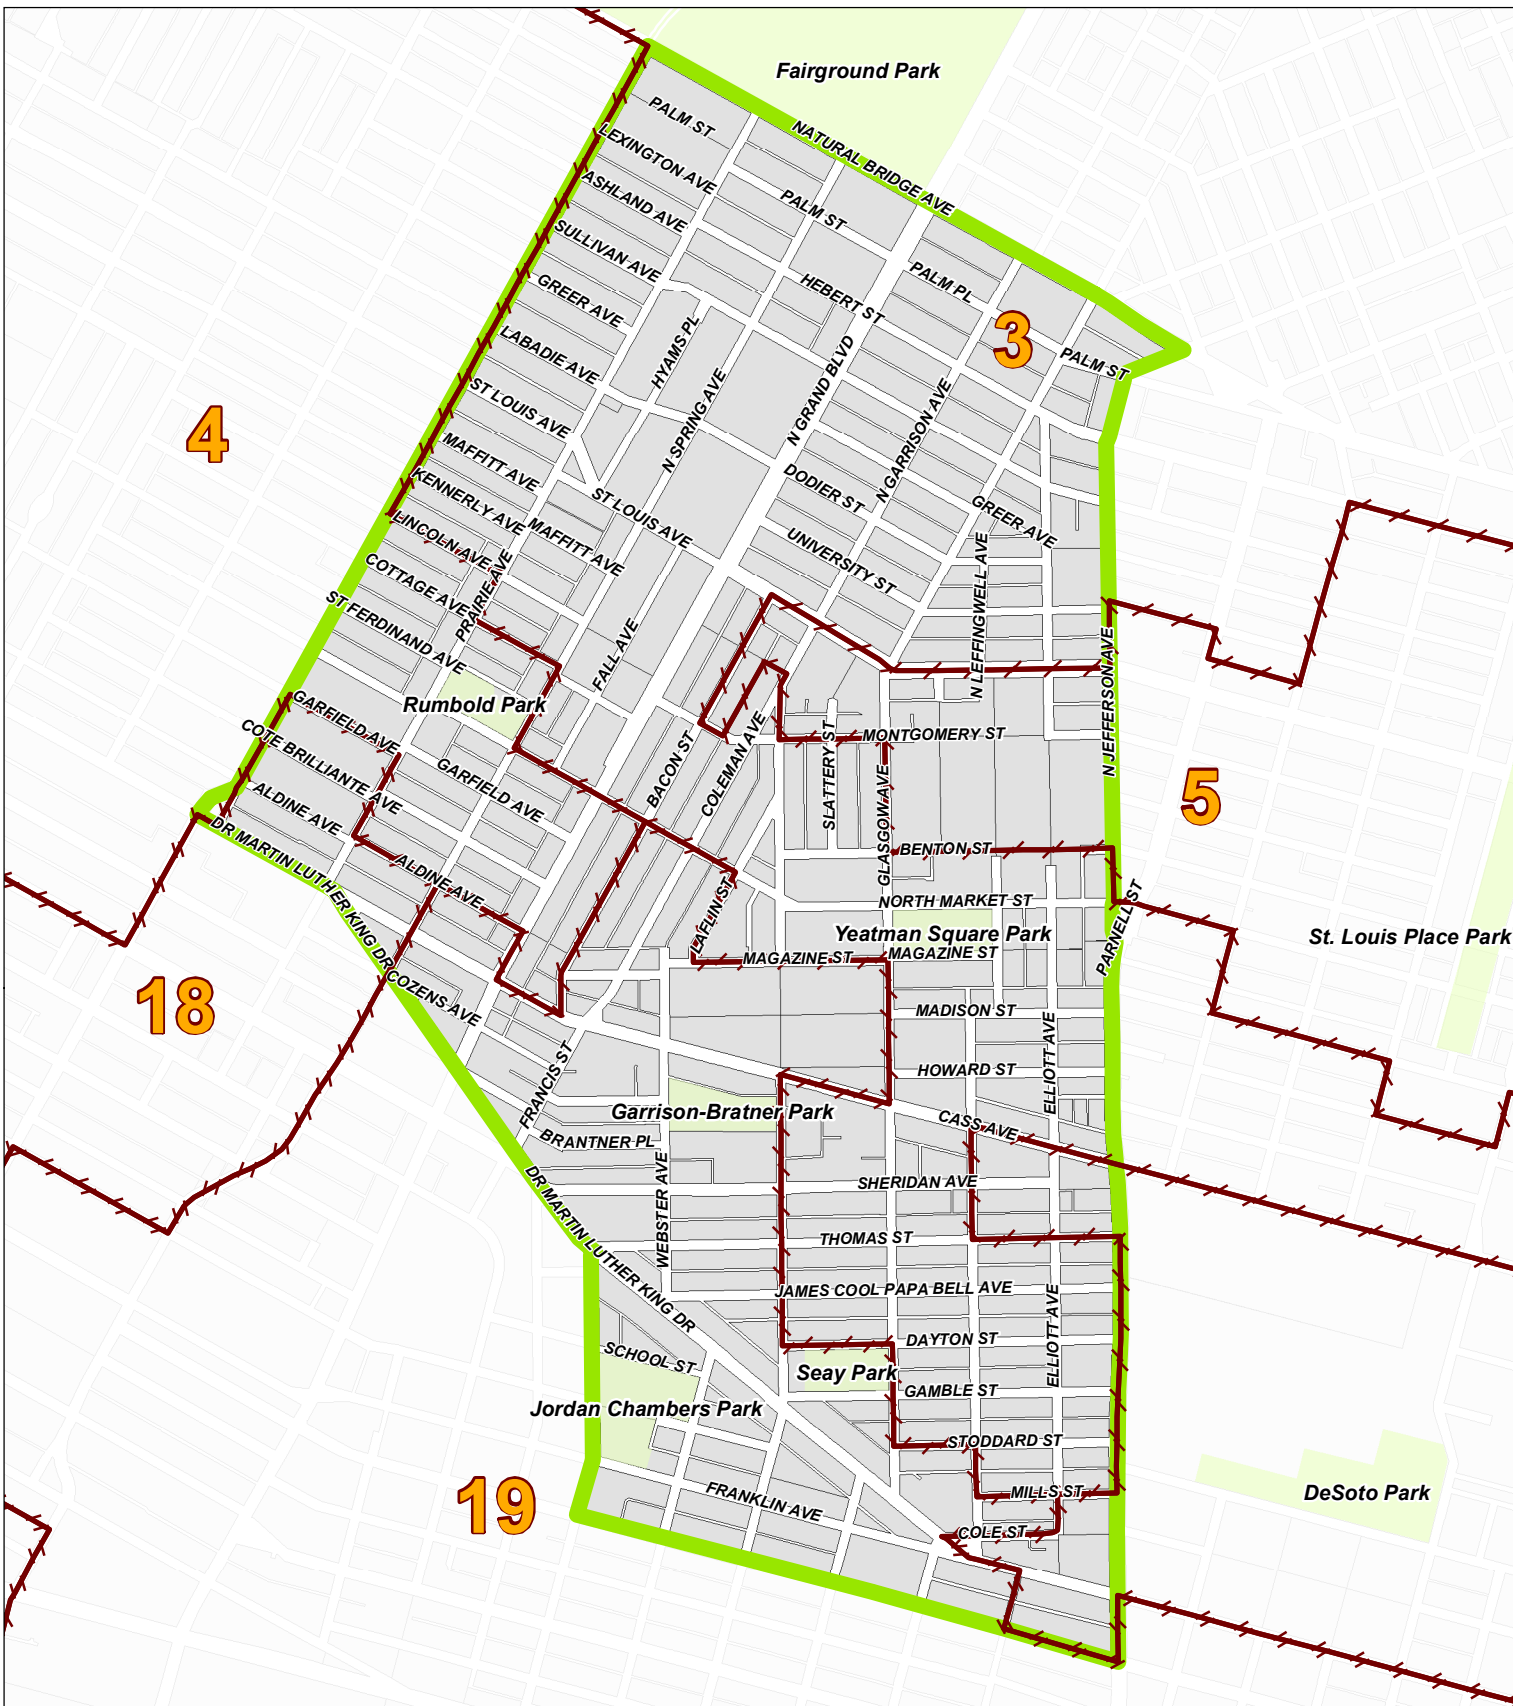 Fairground Park
PALM ST
NATURAL BRIDGE AVE
LEXINGTON AVE
ASHLAND AVE
PALM ST
SULLIVAN AVE
PALM PL
HEBERT ST
GREER AVE
3
LABADIE AVE
HYAMS PL
PALM ST
N GRAND BLVD
ST LOUIS AVE
N SPRING AVE
N GARRISON AVE
4
MAFFITT AVE
KENNERLY AVE
DODIER ST
ST LOUIS AVE
GREER AVE
LINCOLN AVE
MAFFITT AVE
UNIVERSITY ST
COTTAGE AVE
PRAIRIE AVE
N LEFFINGWELL AVE
ST FERDINAND AVE
FALL AVE
Rumbold Park
N JEFFERSON AVE
GARFIELD AVE
COTE BRILLIANTE AVE
MONTGOMERY ST
BACON ST
COLEMAN AVE
SLATTERY ST
GARFIELD AVE
5
ALDINE AVE
GLASGOW AVE
DR MARTIN LUTHER KING DR
BENTON ST
ALDINE AVE
NORTH MARKET ST
LAFLIN ST
PARNELL ST
Yeatman Square Park
St. Louis Place Park
MAGAZINE ST
MAGAZINE ST
18
COZENS AVE
MADISON ST
ELLIOTT AVE
HOWARD ST
FRANCIS ST
Garrison-Bratner Park
CASS AVE
BRANTNER PL
SHERIDAN AVE
WEBSTER AVE
DR MARTIN LUTHER KING DR
THOMAS ST
JAMES COOL PAPA BELL AVE
ELLIOTT AVE
DAYTON ST
SCHOOL ST
Seay Park
GAMBLE ST
Jordan Chambers Park
STODDARD ST
19
FRANKLIN AVE
MILLS ST
DeSoto Park
COLE ST